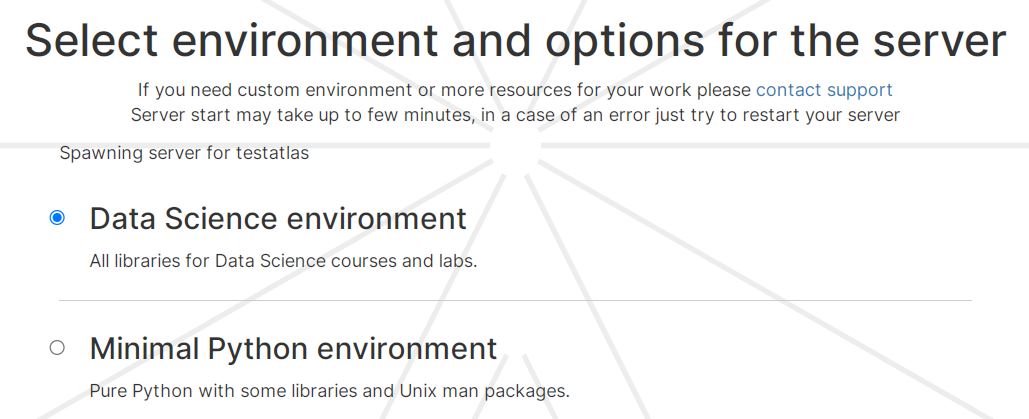 Select environment and options for the server
If you need custom environment or more resources for your work please contact support
Server start may take up to few minutes, in a case of an error just try to restart your server
Spawning server for testatlas
Data Science environment
All libraries for Data Science courses and labs.
Minimal Python environment
Pure Python with some libraries and Unix man packages.